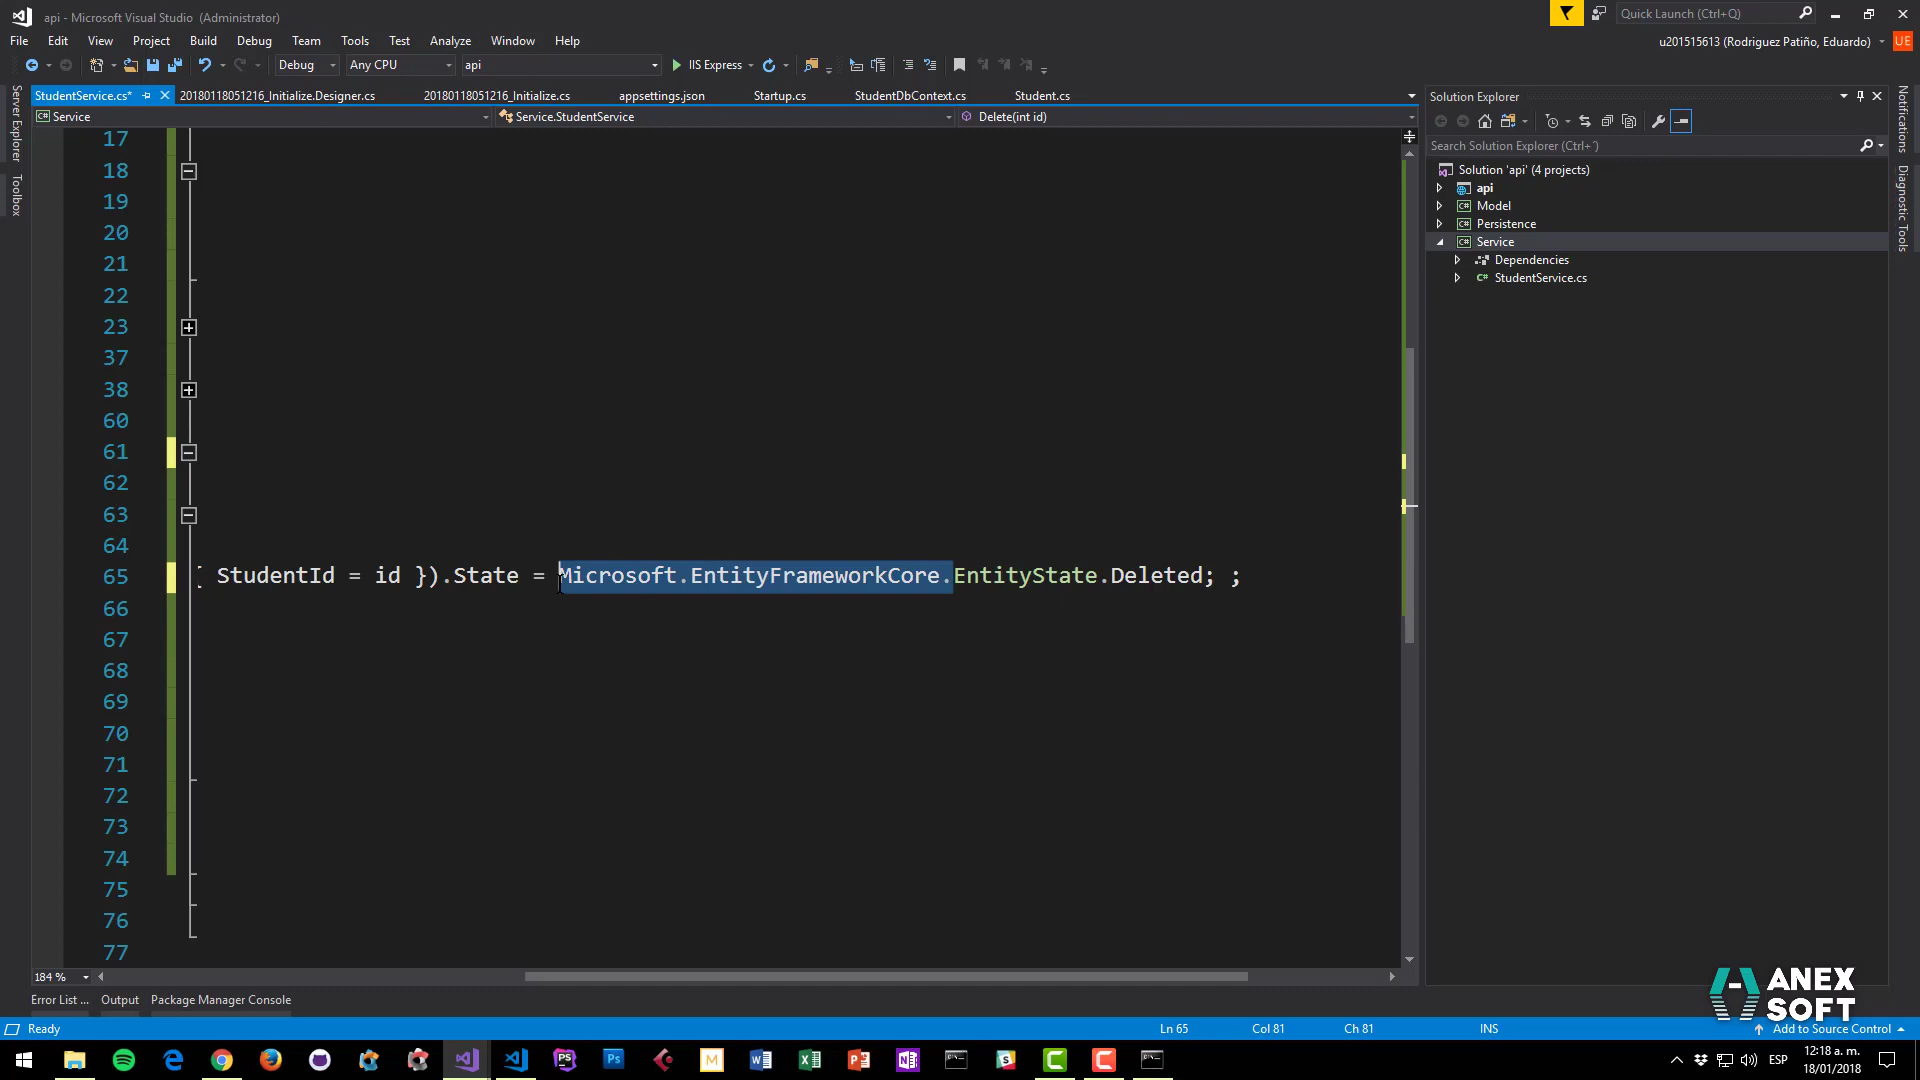 api - Microsoft Visual Studio (Administrator)
Quick Launch (Ctrl+Q)
File Edit View Project Build Debug Team Tools Test Analyze Window Help
u201515613 (Rodriguez Patiño, Eduardo)
UE
Debug Any CPU api IIS Express
StudentService.cs* 20180118051216_Initialize.Designer.cs 20180118051216_Initialize.cs appsettings.json Startup.cs StudentDbContext.cs Student.cs
Service Service.StudentService Delete(int id)
Server Explorer
Toolbox
17
18
19
20
21
22
23
37
38
60
61
62
63
64
65 { StudentId = id }).State = Microsoft.EntityFrameworkCore.EntityState.Deleted; ;
66
67
68
69
70
71
72
73
74
75
76
77
184 %
Solution Explorer
Search Solution Explorer (Ctrl+´)
Solution 'api' (4 projects)
api
Model
Persistence
Service
Dependencies
StudentService.cs
Notifications
Diagnostic Tools
Error List ... Output Package Manager Console
ANEX
SOFT
Ready Ln 65 Col 81 Ch 81 INS Add to Source Control
ESP
12:18 a. m.
18/01/2018